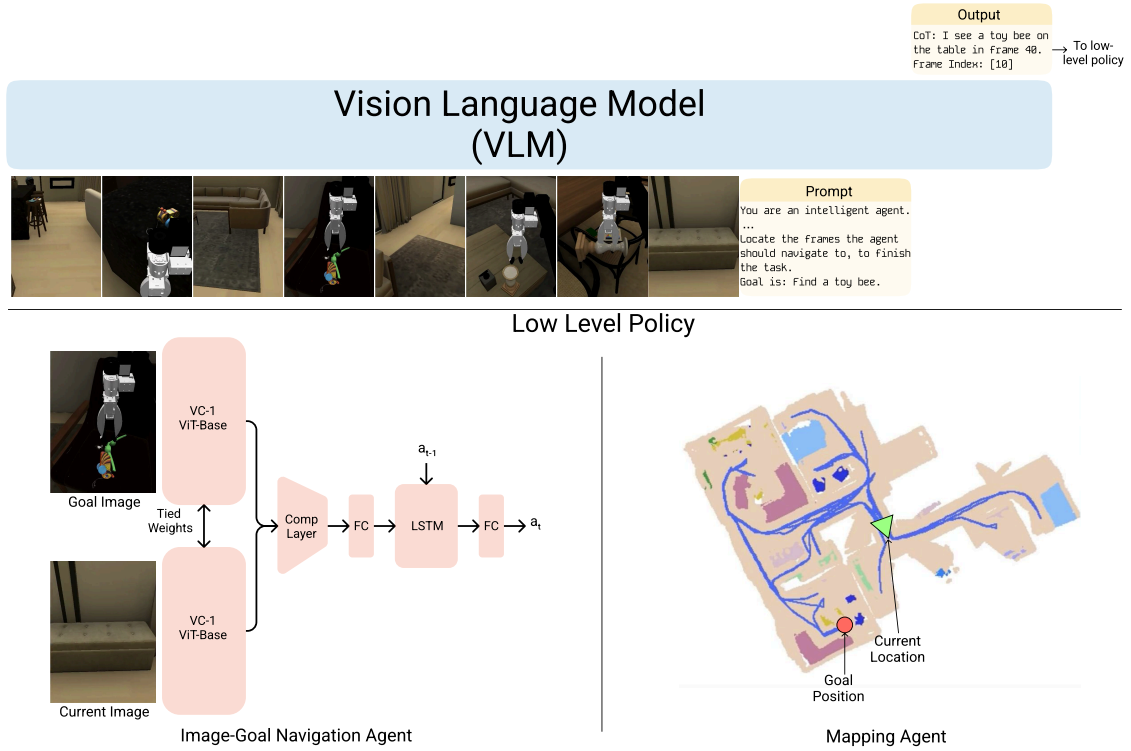 Output
CoT: I see a toy bee on
the table in frame 40.
Frame Index: [10]
To low-
level policy
Vision Language Model
(VLM)
Prompt
You are an intelligent agent.
...
Locate the frames the agent
should navigate to, to finish
the task.
Goal is: Find a toy bee.
Low Level Policy
Goal Image
VC-1
ViT-Base
Tied
Weights
VC-1
ViT-Base
Current Image
Comp
Layer
FC
a_t-1
LSTM
FC
a_t
Image-Goal Navigation Agent
Current
Location
Goal
Position
Mapping Agent